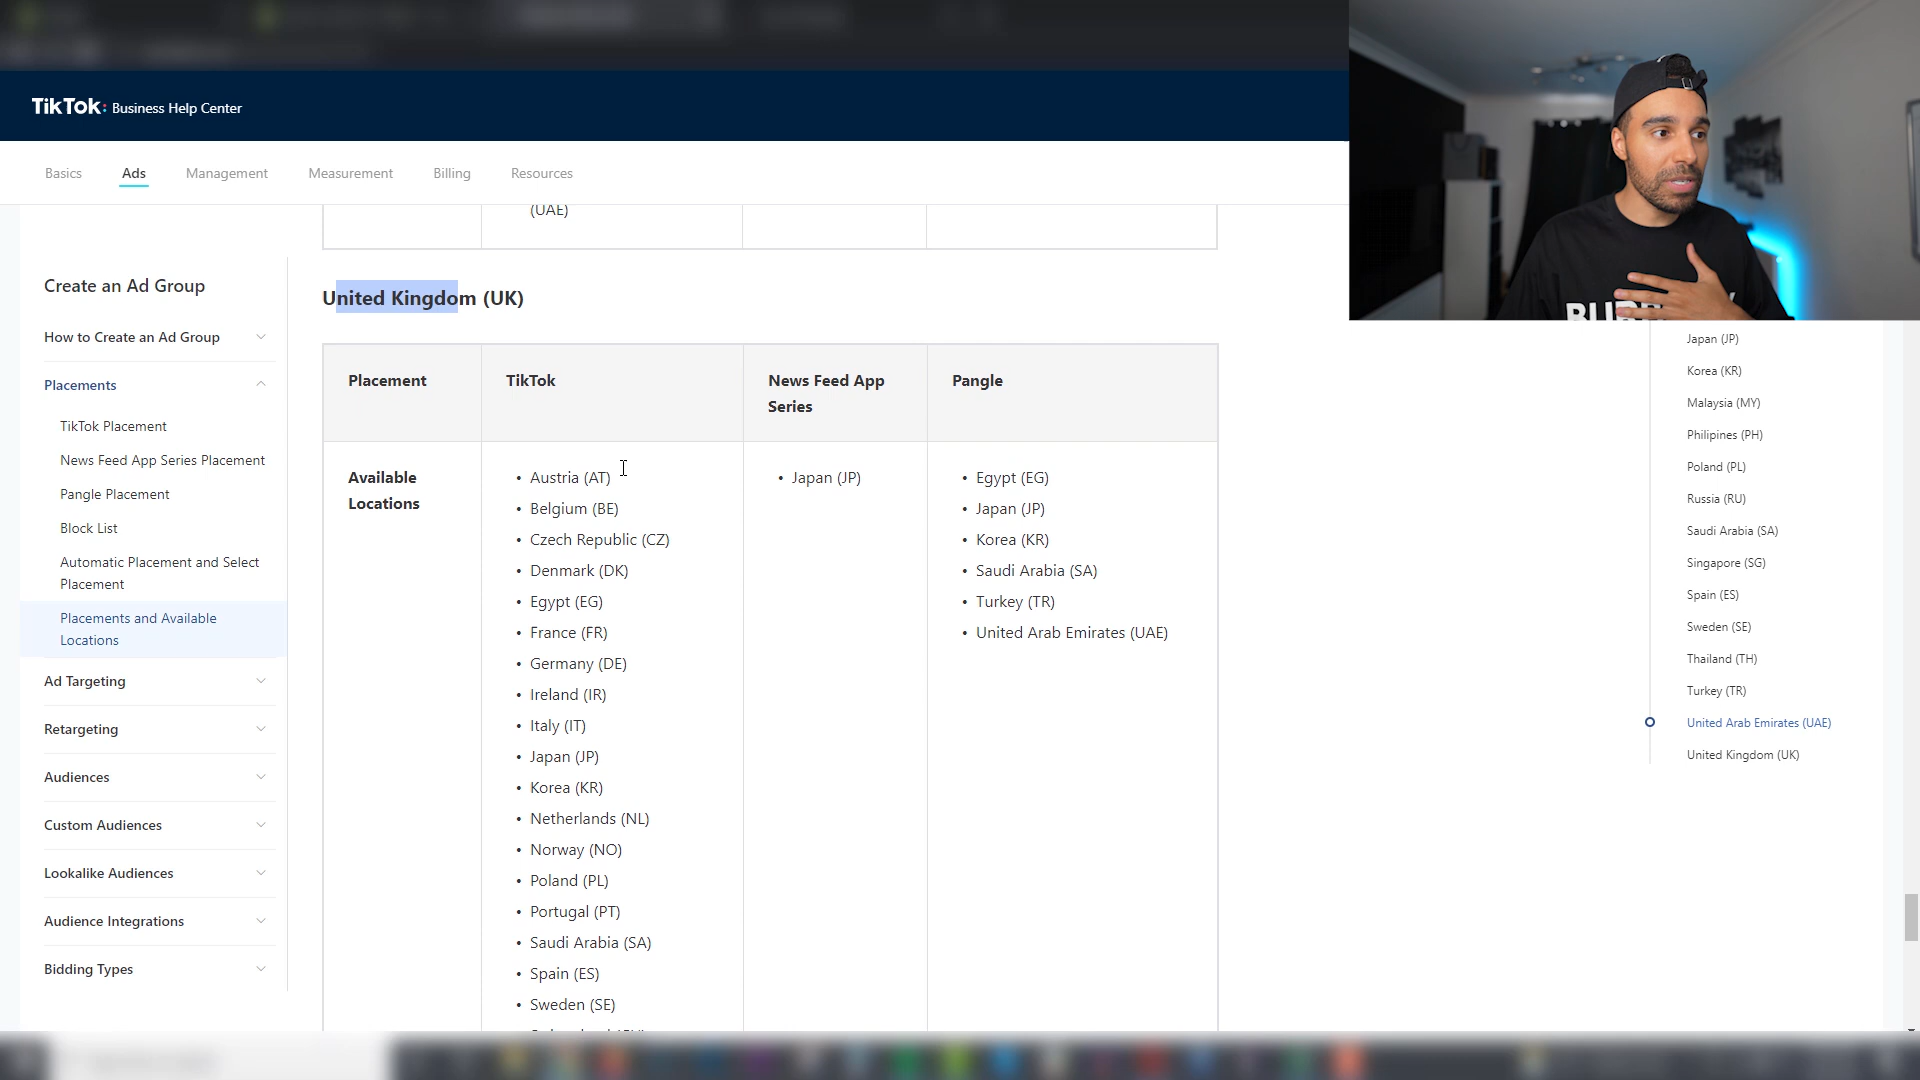 TikTok: Business Help Center
Basics
Ads
Management
Measurement
Billing
Resources
(UAE)
Create an Ad Group
How to Create an Ad Group
Placements
TikTok Placement
News Feed App Series Placement
Pangle Placement
Block List
Automatic Placement and Select
Placement
Placements and Available
Locations
Ad Targeting
Retargeting
Audiences
Custom Audiences
Lookalike Audiences
Audience Integrations
Bidding Types
United Kingdom (UK)
Placement
TikTok
News Feed App
Series
Pangle
Available
Locations
• Austria (AT)
• Belgium (BE)
• Czech Republic (CZ)
• Denmark (DK)
• Egypt (EG)
• France (FR)
• Germany (DE)
• Ireland (IR)
• Italy (IT)
• Japan (JP)
• Korea (KR)
• Netherlands (NL)
• Norway (NO)
• Poland (PL)
• Portugal (PT)
• Saudi Arabia (SA)
• Spain (ES)
• Sweden (SE)
• Japan (JP)
• Egypt (EG)
• Japan (JP)
• Korea (KR)
• Saudi Arabia (SA)
• Turkey (TR)
• United Arab Emirates (UAE)
Japan (JP)
Korea (KR)
Malaysia (MY)
Philipines (PH)
Poland (PL)
Russia (RU)
Saudi Arabia (SA)
Singapore (SG)
Spain (ES)
Sweden (SE)
Thailand (TH)
Turkey (TR)
United Arab Emirates (UAE)
United Kingdom (UK)